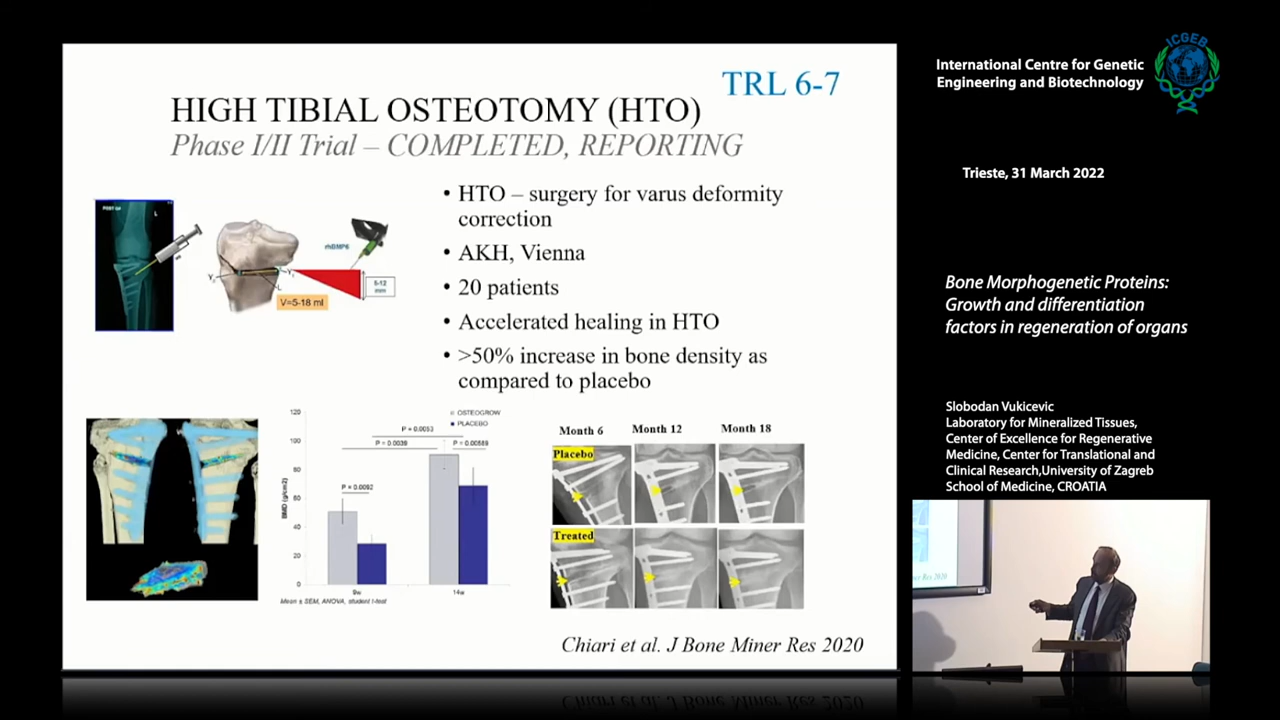 TRL 6-7
HIGH TIBIAL OSTEOTOMY (HTO)
Phase I/II Trial – COMPLETED, REPORTING
• HTO – surgery for varus deformity
correction
• AKH, Vienna
• 20 patients
• Accelerated healing in HTO
• >50% increase in bone density as
compared to placebo
L
rhBMP6
5-12
mm
L
V=5-18 ml
120
100
80
60
40
20
0
BMD (g/cm2)
OSTEOGROW
PLACEBO
P = 0.0053
P = 0.0039
P = 0.00589
P = 0.0092
9w
14w
Mean ± SEM, ANOVA, student t-test
Month 6
Month 12
Month 18
Placebo
Treated
Chiari et al. J Bone Miner Res 2020
International Centre for Genetic
Engineering and Biotechnology
ICGEB
Trieste, 31 March 2022
Bone Morphogenetic Proteins:
Growth and differentiation
factors in regeneration of organs
Slobodan Vukicevic
Laboratory for Mineralized Tissues,
Center of Excellence for Regenerative
Medicine, Center for Translational and
Clinical Research,University of Zagreb
School of Medicine, CROATIA
Res 2020